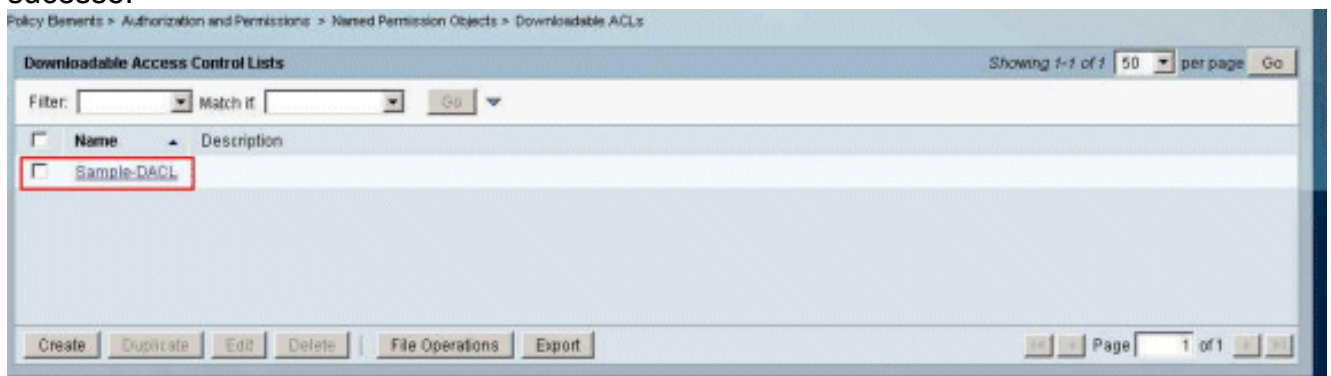 sucesso.
Policy Elements > Authorization and Permissions > Named Permission Objects > Downloadable ACLs
Downloadable Access Control Lists Showing 1-1 of 1 50 per page Go
Filter: Match if: Go
Name Description
Sample-DACL
Create Duplicate Edit Delete | File Operations Export Page 1 of 1